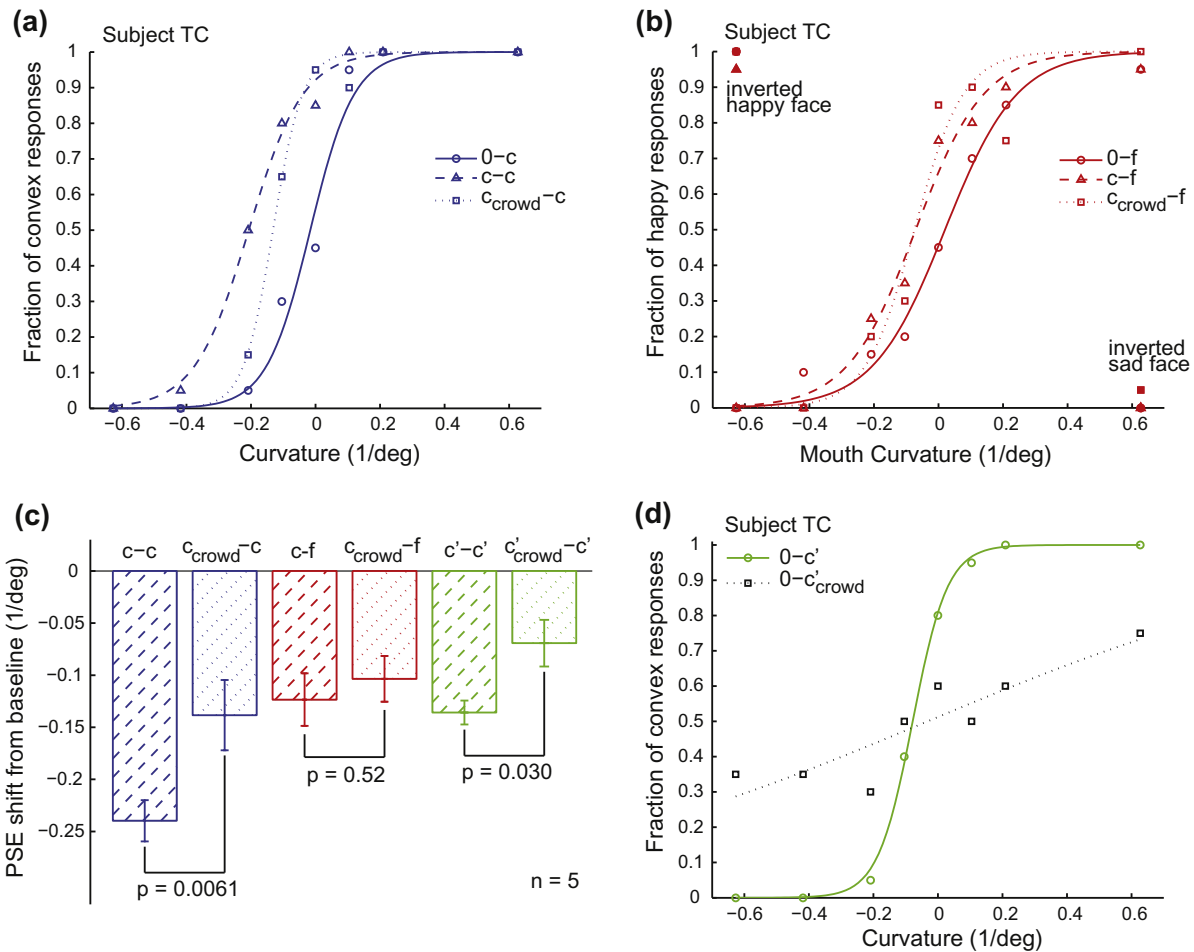 (a)
Subject TC
Fraction of convex responses
1
0.9
0.8
0.7
0.6
0.5
0.4
0.3
0.2
0.1
0
0−c
c−c
c_crowd−c
−0.6 −0.4 −0.2 0 0.2 0.4 0.6
Curvature (1/deg)
(b)
Subject TC
Fraction of happy responses
1
0.9
0.8
0.7
0.6
0.5
0.4
0.3
0.2
0.1
0
inverted
happy face
0−f
c−f
c_crowd−f
inverted
sad face
−0.6 −0.4 −0.2 0 0.2 0.4 0.6
Mouth Curvature (1/deg)
(c)
c−c c_crowd−c c-f c_crowd−f c'−c' c'_crowd−c'
PSE shift from baseline (1/deg)
0
−0.05
−0.1
−0.15
−0.2
−0.25
p = 0.0061
p = 0.52
p = 0.030
n = 5
(d)
Subject TC
0−c'
0−c'_crowd
Fraction of convex responses
1
0.9
0.8
0.7
0.6
0.5
0.4
0.3
0.2
0.1
0
−0.6 −0.4 −0.2 0 0.2 0.4 0.6
Curvature (1/deg)